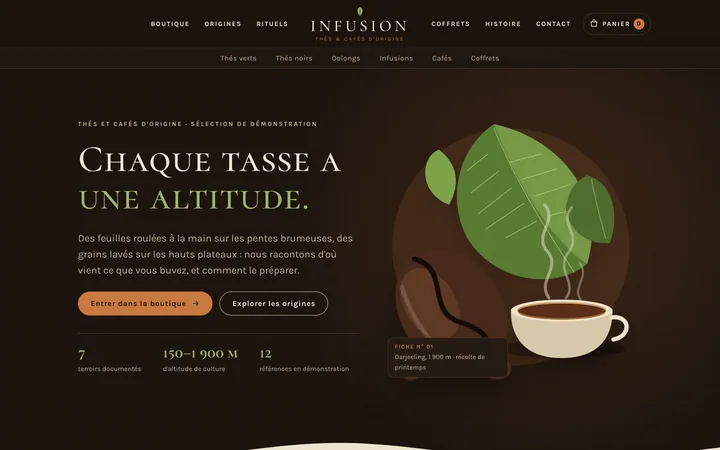 BOUTIQUE ORIGINES RITUELS INFUSION COFFRETS HISTOIRE CONTACT PANIER 0
THÉS & CAFÉS D'ORIGINE
Thés verts Thés noirs Oolongs Infusions Cafés Coffrets
THÉS ET CAFÉS D'ORIGINE · SÉLECTION DE DÉMONSTRATION
CHAQUE TASSE A
UNE ALTITUDE.
Des feuilles roulées à la main sur les pentes brumeuses, des
grains lavés sur les hauts plateaux : nous racontons d'où
vient ce que vous buvez, et comment le préparer.
Entrer dans la boutique → Explorer les origines
7 150–1 900 M 12
terroirs documentés d'altitude de culture références en démonstration
FICHE N° 01
Darjeeling, 1 900 m · récolte de
printemps